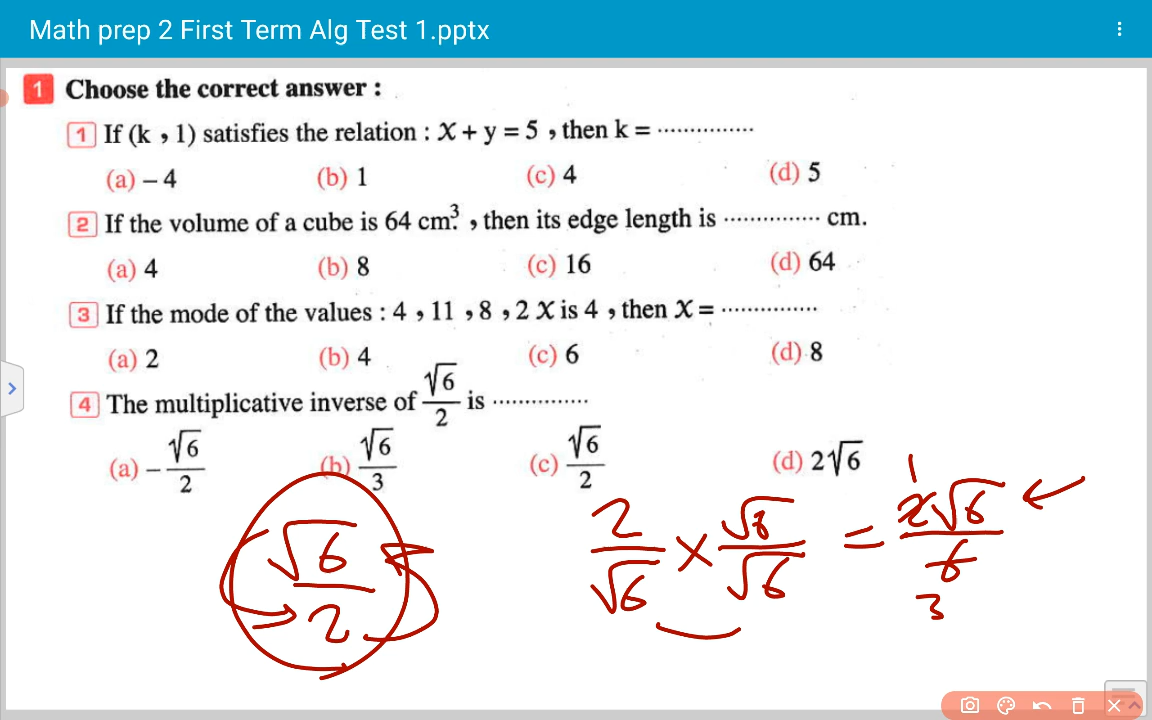 Math prep 2 First Term Alg Test 1.pptx
1 Choose the correct answer :
1 If (k , 1) satisfies the relation : X + y = 5 , then k = ...............
(a) – 4 (b) 1 (c) 4 (d) 5
2 If the volume of a cube is 64 cm³. , then its edge length is ............... cm.
(a) 4 (b) 8 (c) 16 (d) 64
3 If the mode of the values : 4 , 11 , 8 , 2 X is 4 , then X = ...............
(a) 2 (b) 4 (c) 6 (d) 8
4 The multiplicative inverse of √6/2 is ...............
(a) – √6/2 (b) √6/3 (c) √6/2 (d) 2√6
√6/2 2/√6 × √6/√6 = 2√6/6 1 3